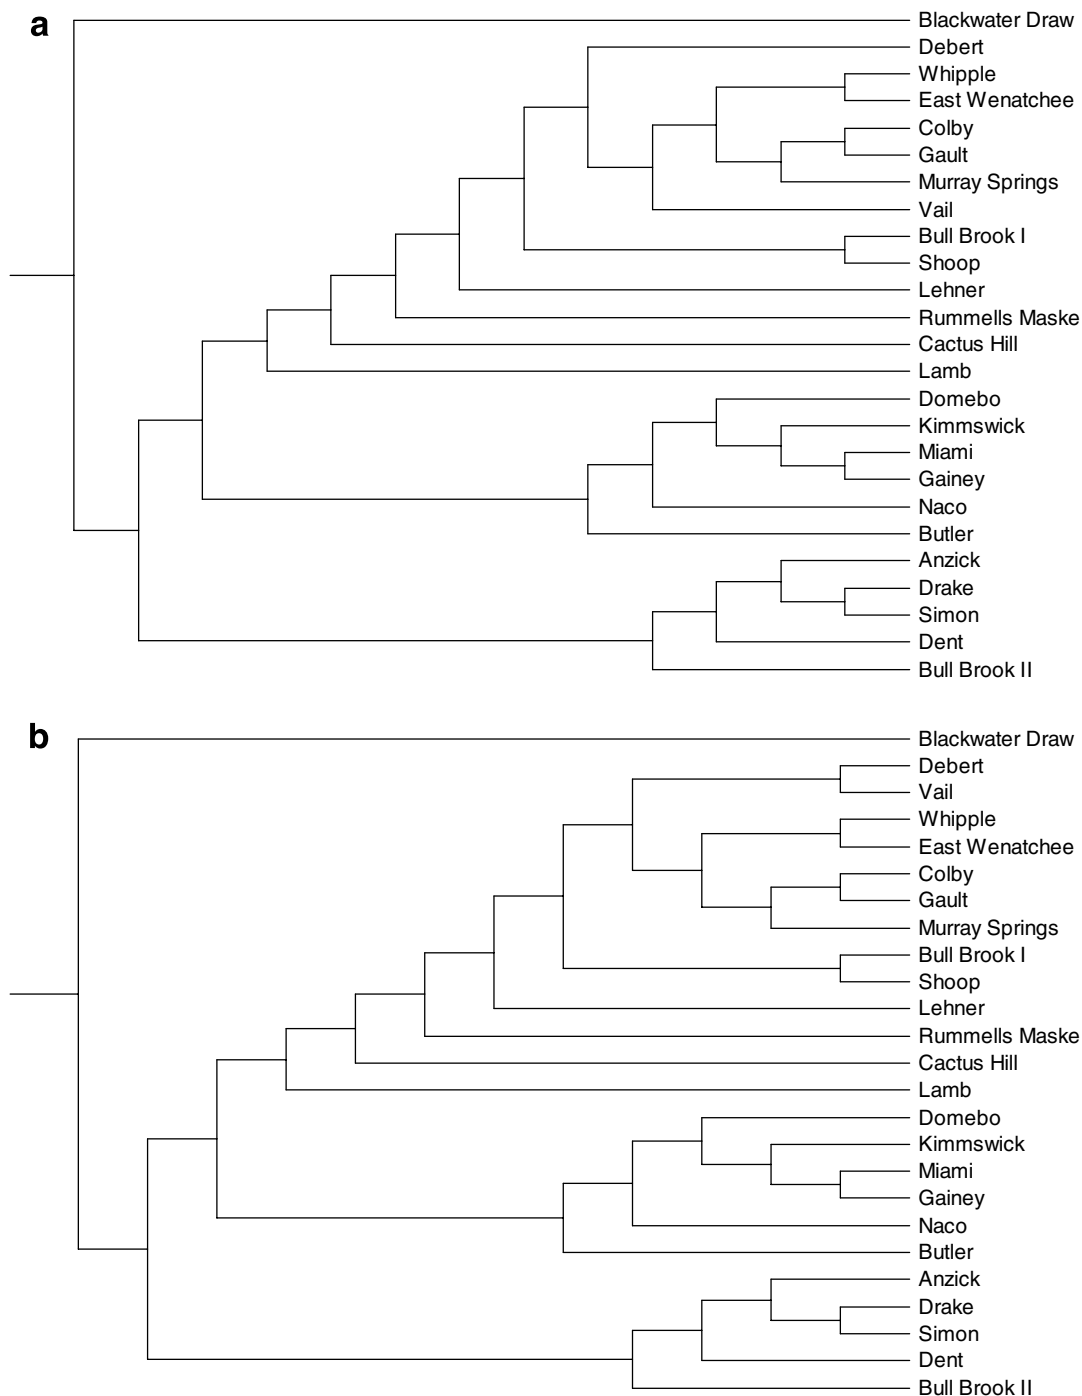 a
Blackwater Draw
Debert
Whipple
East Wenatchee
Colby
Gault
Murray Springs
Vail
Bull Brook I
Shoop
Lehner
Rummells Maske
Cactus Hill
Lamb
Domebo
Kimmswick
Miami
Gainey
Naco
Butler
Anzick
Drake
Simon
Dent
Bull Brook II
b
Blackwater Draw
Debert
Vail
Whipple
East Wenatchee
Colby
Gault
Murray Springs
Bull Brook I
Shoop
Lehner
Rummells Maske
Cactus Hill
Lamb
Domebo
Kimmswick
Miami
Gainey
Naco
Butler
Anzick
Drake
Simon
Dent
Bull Brook II